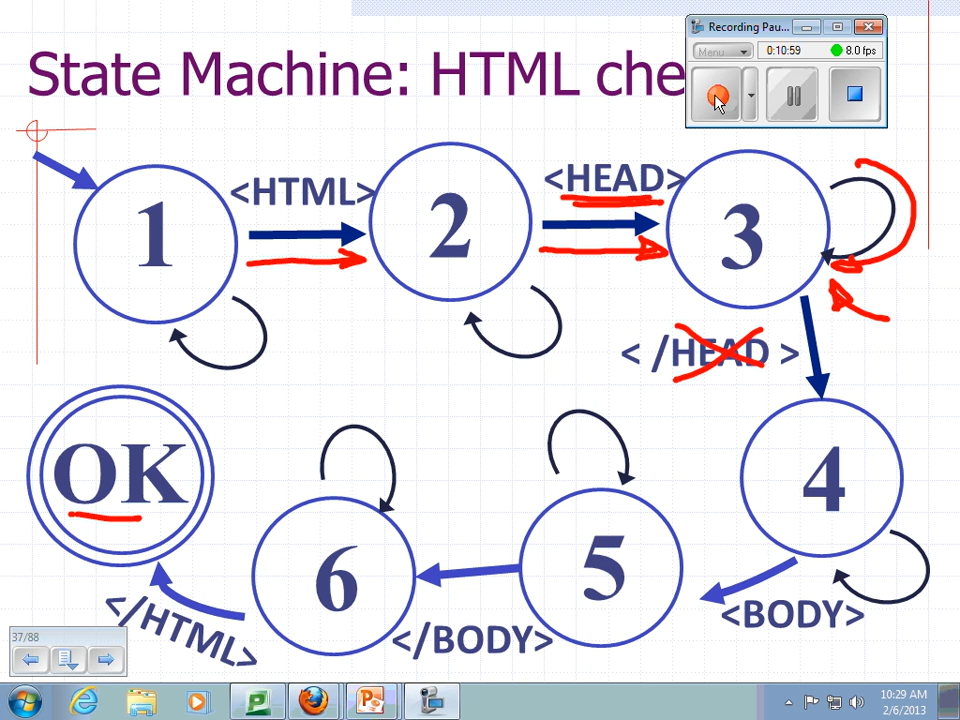 State Machine: HTML che
Recording Pau...
Menu
0:10:59
8.0 fps
<HTML>
<HEAD>
1
2
3
< /HEAD >
OK
4
6
5
<BODY>
</BODY>
</HTML>
37/88
10:29 AM
2/6/2013